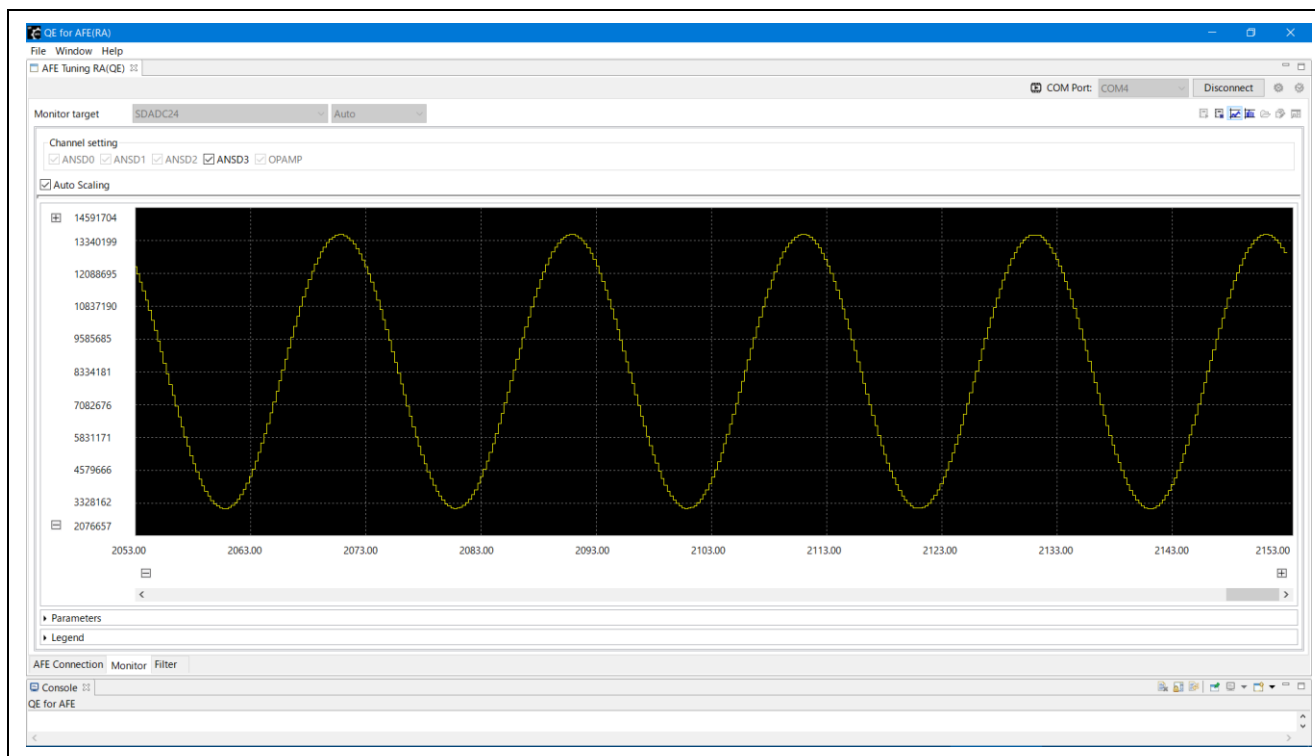 QE for AFE(RA)
File Window Help
AFE Tuning RA(QE)
COM Port: COM4 Disconnect
Monitor target SDADC24 Auto
Channel setting
ANSD0 ANSD1 ANSD2 ANSD3 OPAMP
Auto Scaling
14591704
13340199
12088695
10837190
9585685
8334181
7082676
5831171
4579666
3328162
2076657
2053.00 2063.00 2073.00 2083.00 2093.00 2103.00 2113.00 2123.00 2133.00 2143.00 2153.00
Parameters
Legend
AFE Connection Monitor Filter
Console
QE for AFE